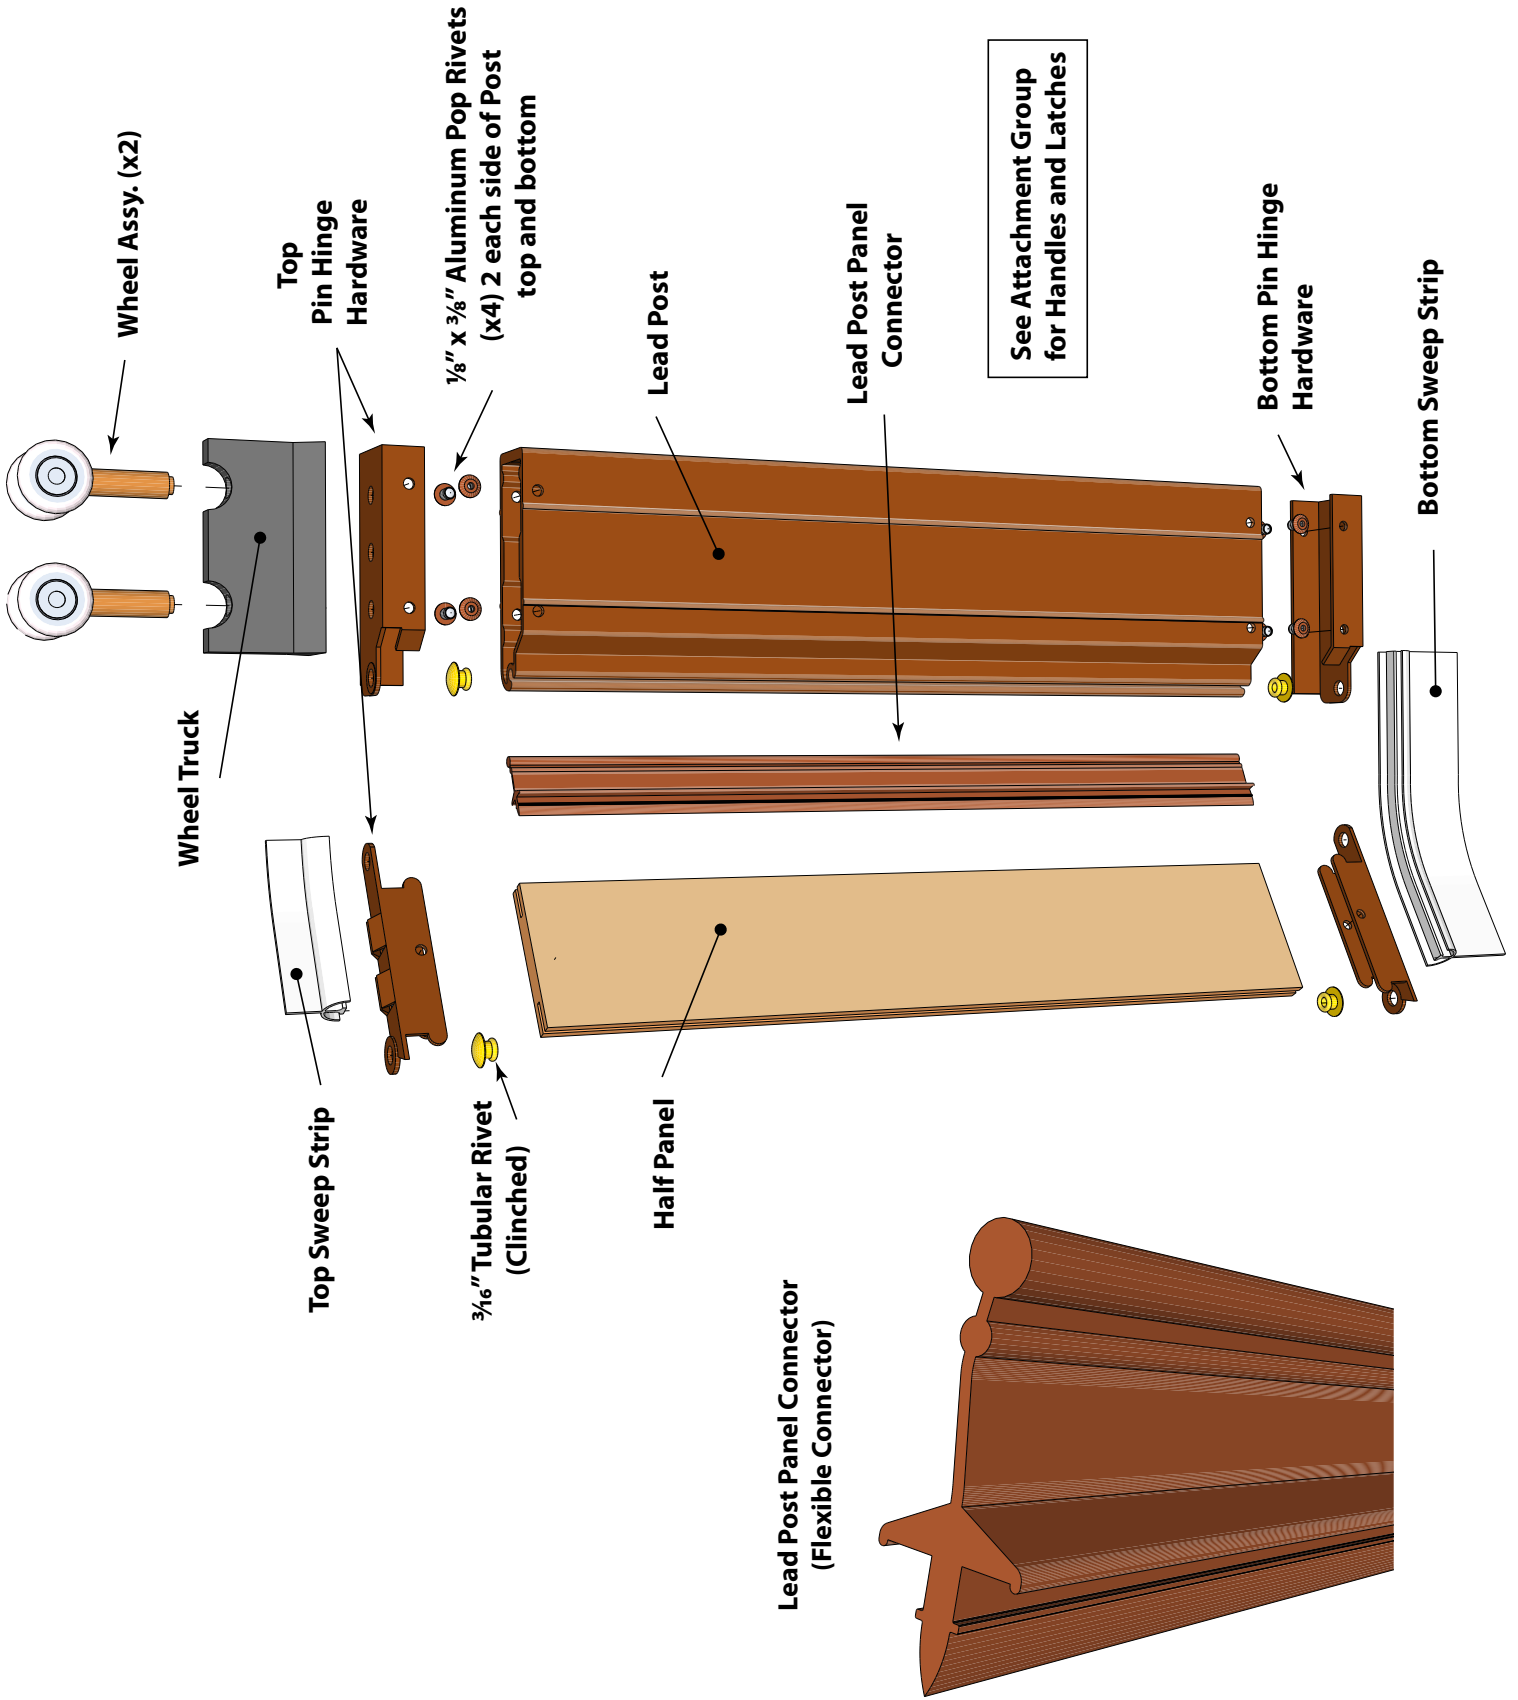 Wheel Assy. (x2)
Wheel Truck
Top
Pin Hinge
Hardware
Top Sweep Strip
⅛” x ⅜” Aluminum Pop Rivets
(x4) 2 each side of Post
top and bottom
3⁄16” Tubular Rivet
(Clinched)
Lead Post
Half Panel
Lead Post Panel
Connector
Lead Post Panel Connector
(Flexible Connector)
See Attachment Group
for Handles and Latches
Bottom Pin Hinge
Hardware
Bottom Sweep Strip